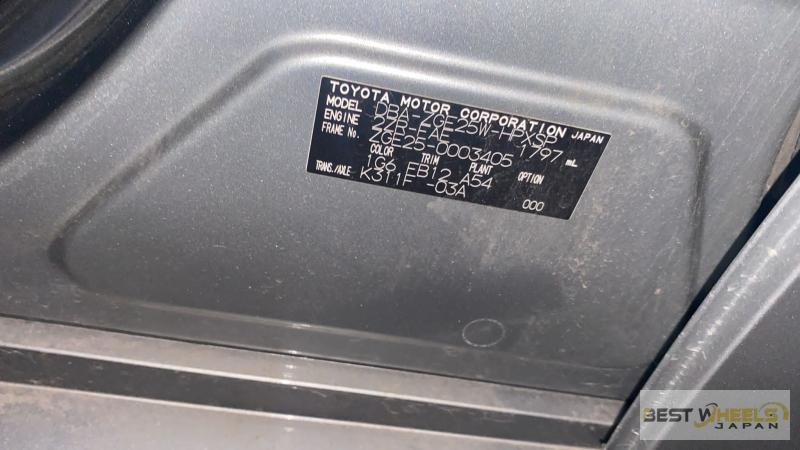 TOYOTA MOTOR CORPORATION JAPAN
MODEL DBA-ZGE25W-HPXSP
ENGINE 2ZR-FAE 1797 mL
FRAME No. ZGE25-0003405
COLOR TRIM PLANT OPTION
1G6 FB12 A54
TRANS./AXLE K311F -03A 000
BEST WHEELS
JAPAN